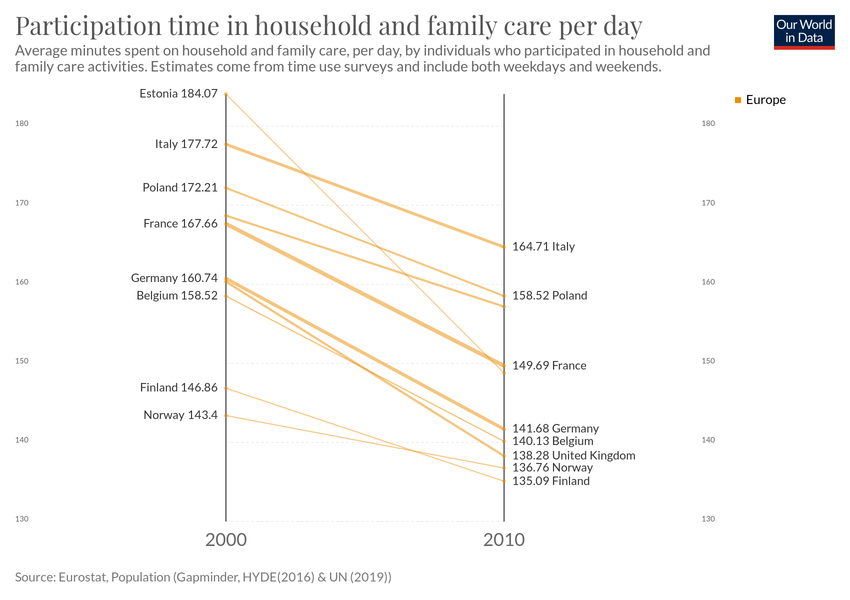 Participation time in household and family care per day
Our World
in Data
Average minutes spent on household and family care, per day, by individuals who participated in household and
family care activities. Estimates come from time use surveys and include both weekdays and weekends.
Estonia 184.07
Europe
180
180
Italy 177.72
Poland 172.21
170
170
France 167.66
164.71 Italy
Germany 160.74
160
160
Belgium 158.52
158.52 Poland
150
150
149.69 France
Finland 146.86
Norway 143.4
141.68 Germany
140
140
140.13 Belgium
138.28 United Kingdom
136.76 Norway
135.09 Finland
130
130
2000
2010
Source: Eurostat, Population (Gapminder, HYDE(2016) & UN (2019))